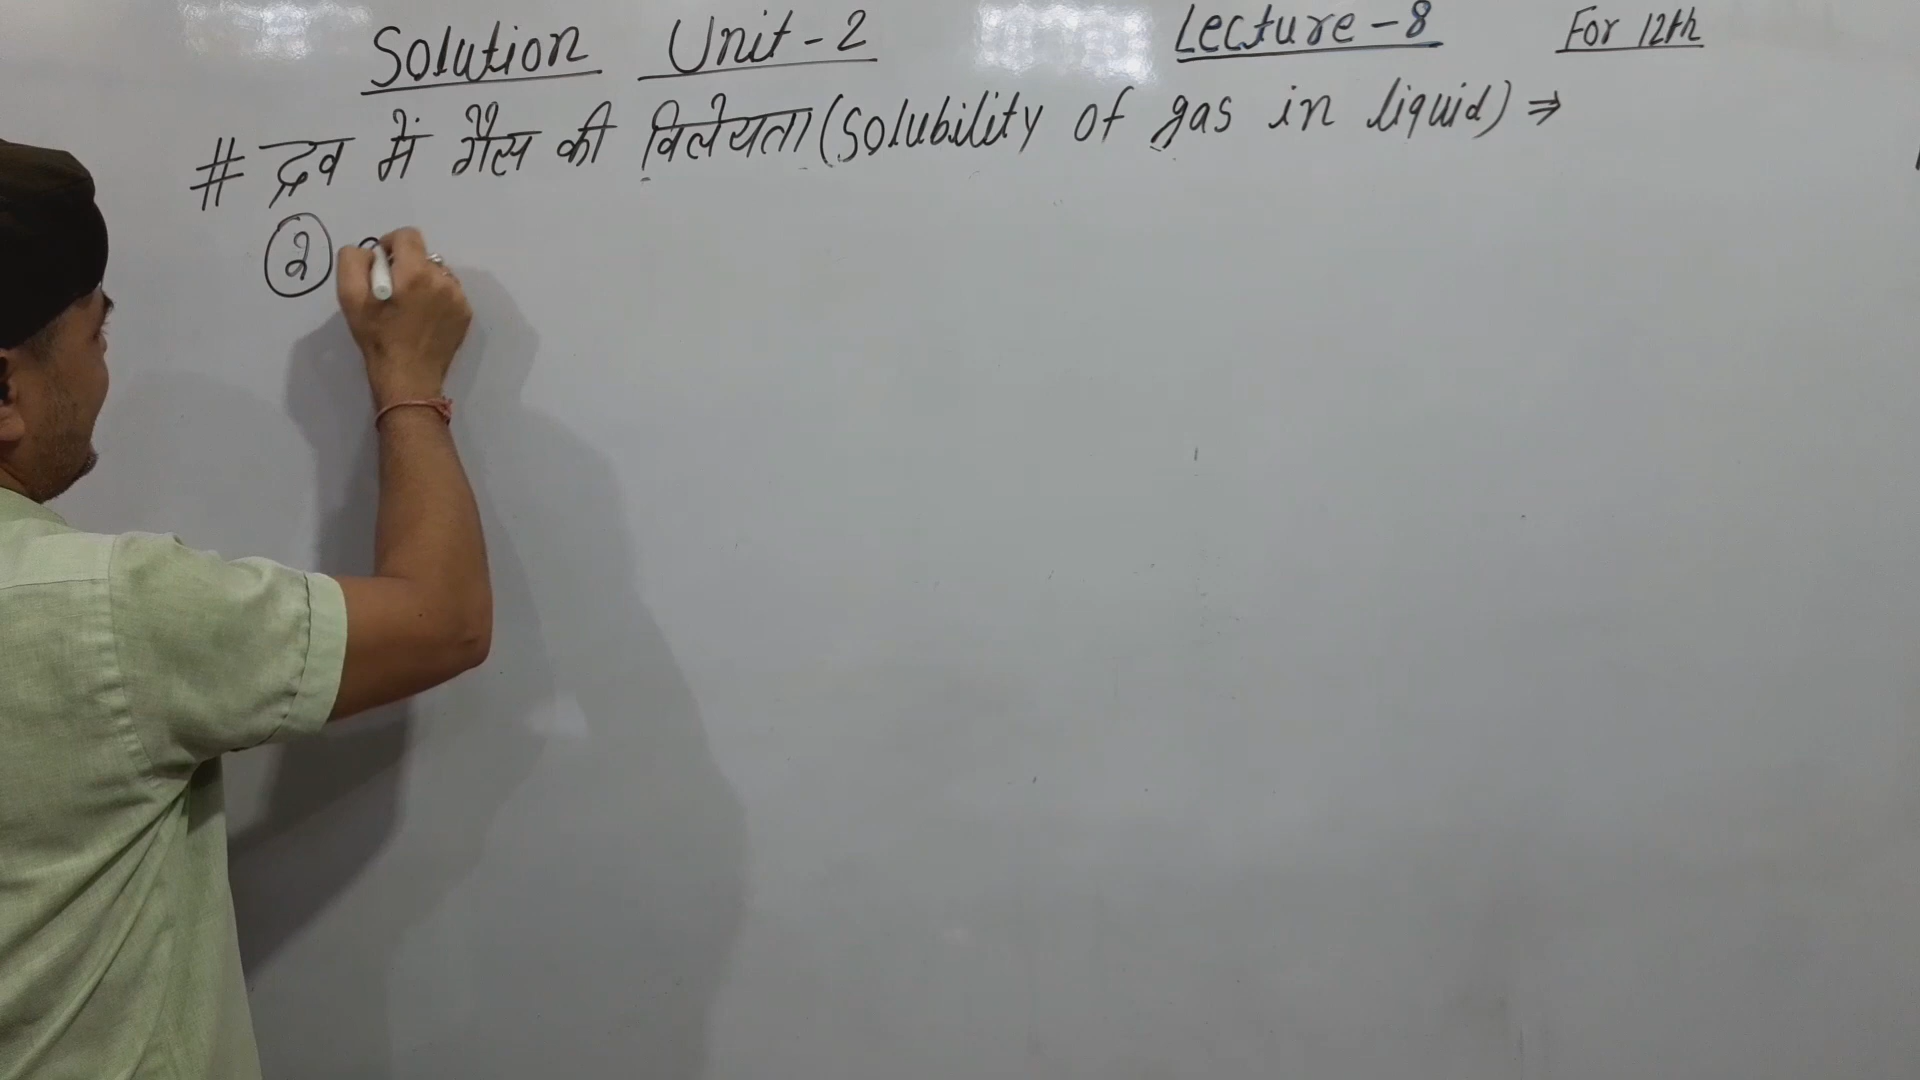 Solution Unit-2 Lecture-8 For 12th
# द्रव में गैस की विलेयता (Solubility of gas in liquid) ⇒
②